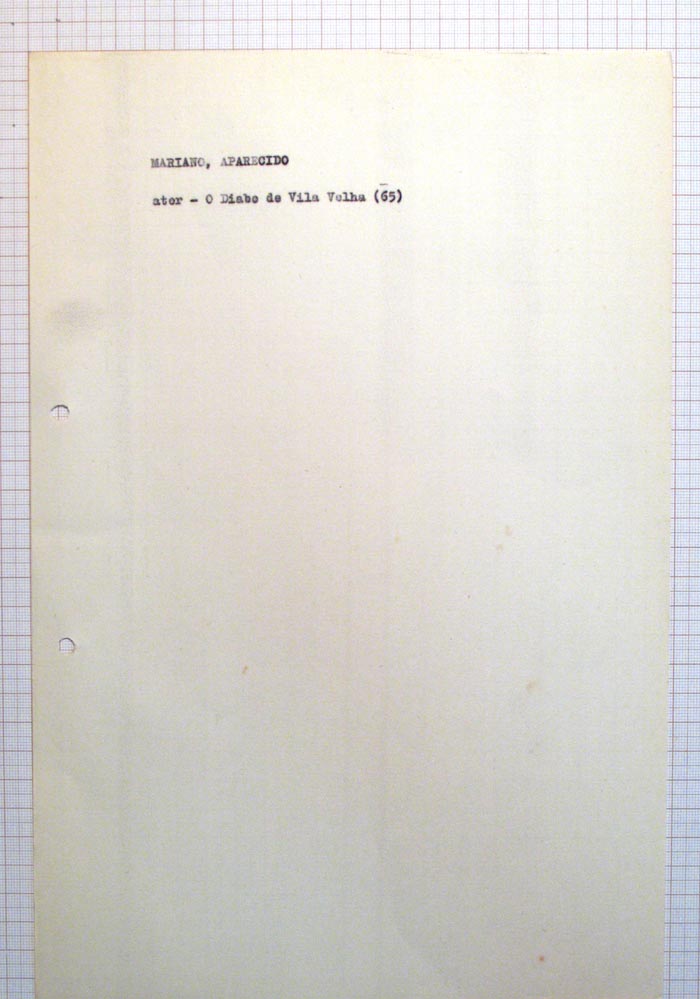 MARIANO, APARECIDO
ator - O Diabo de Vila Velha (65)